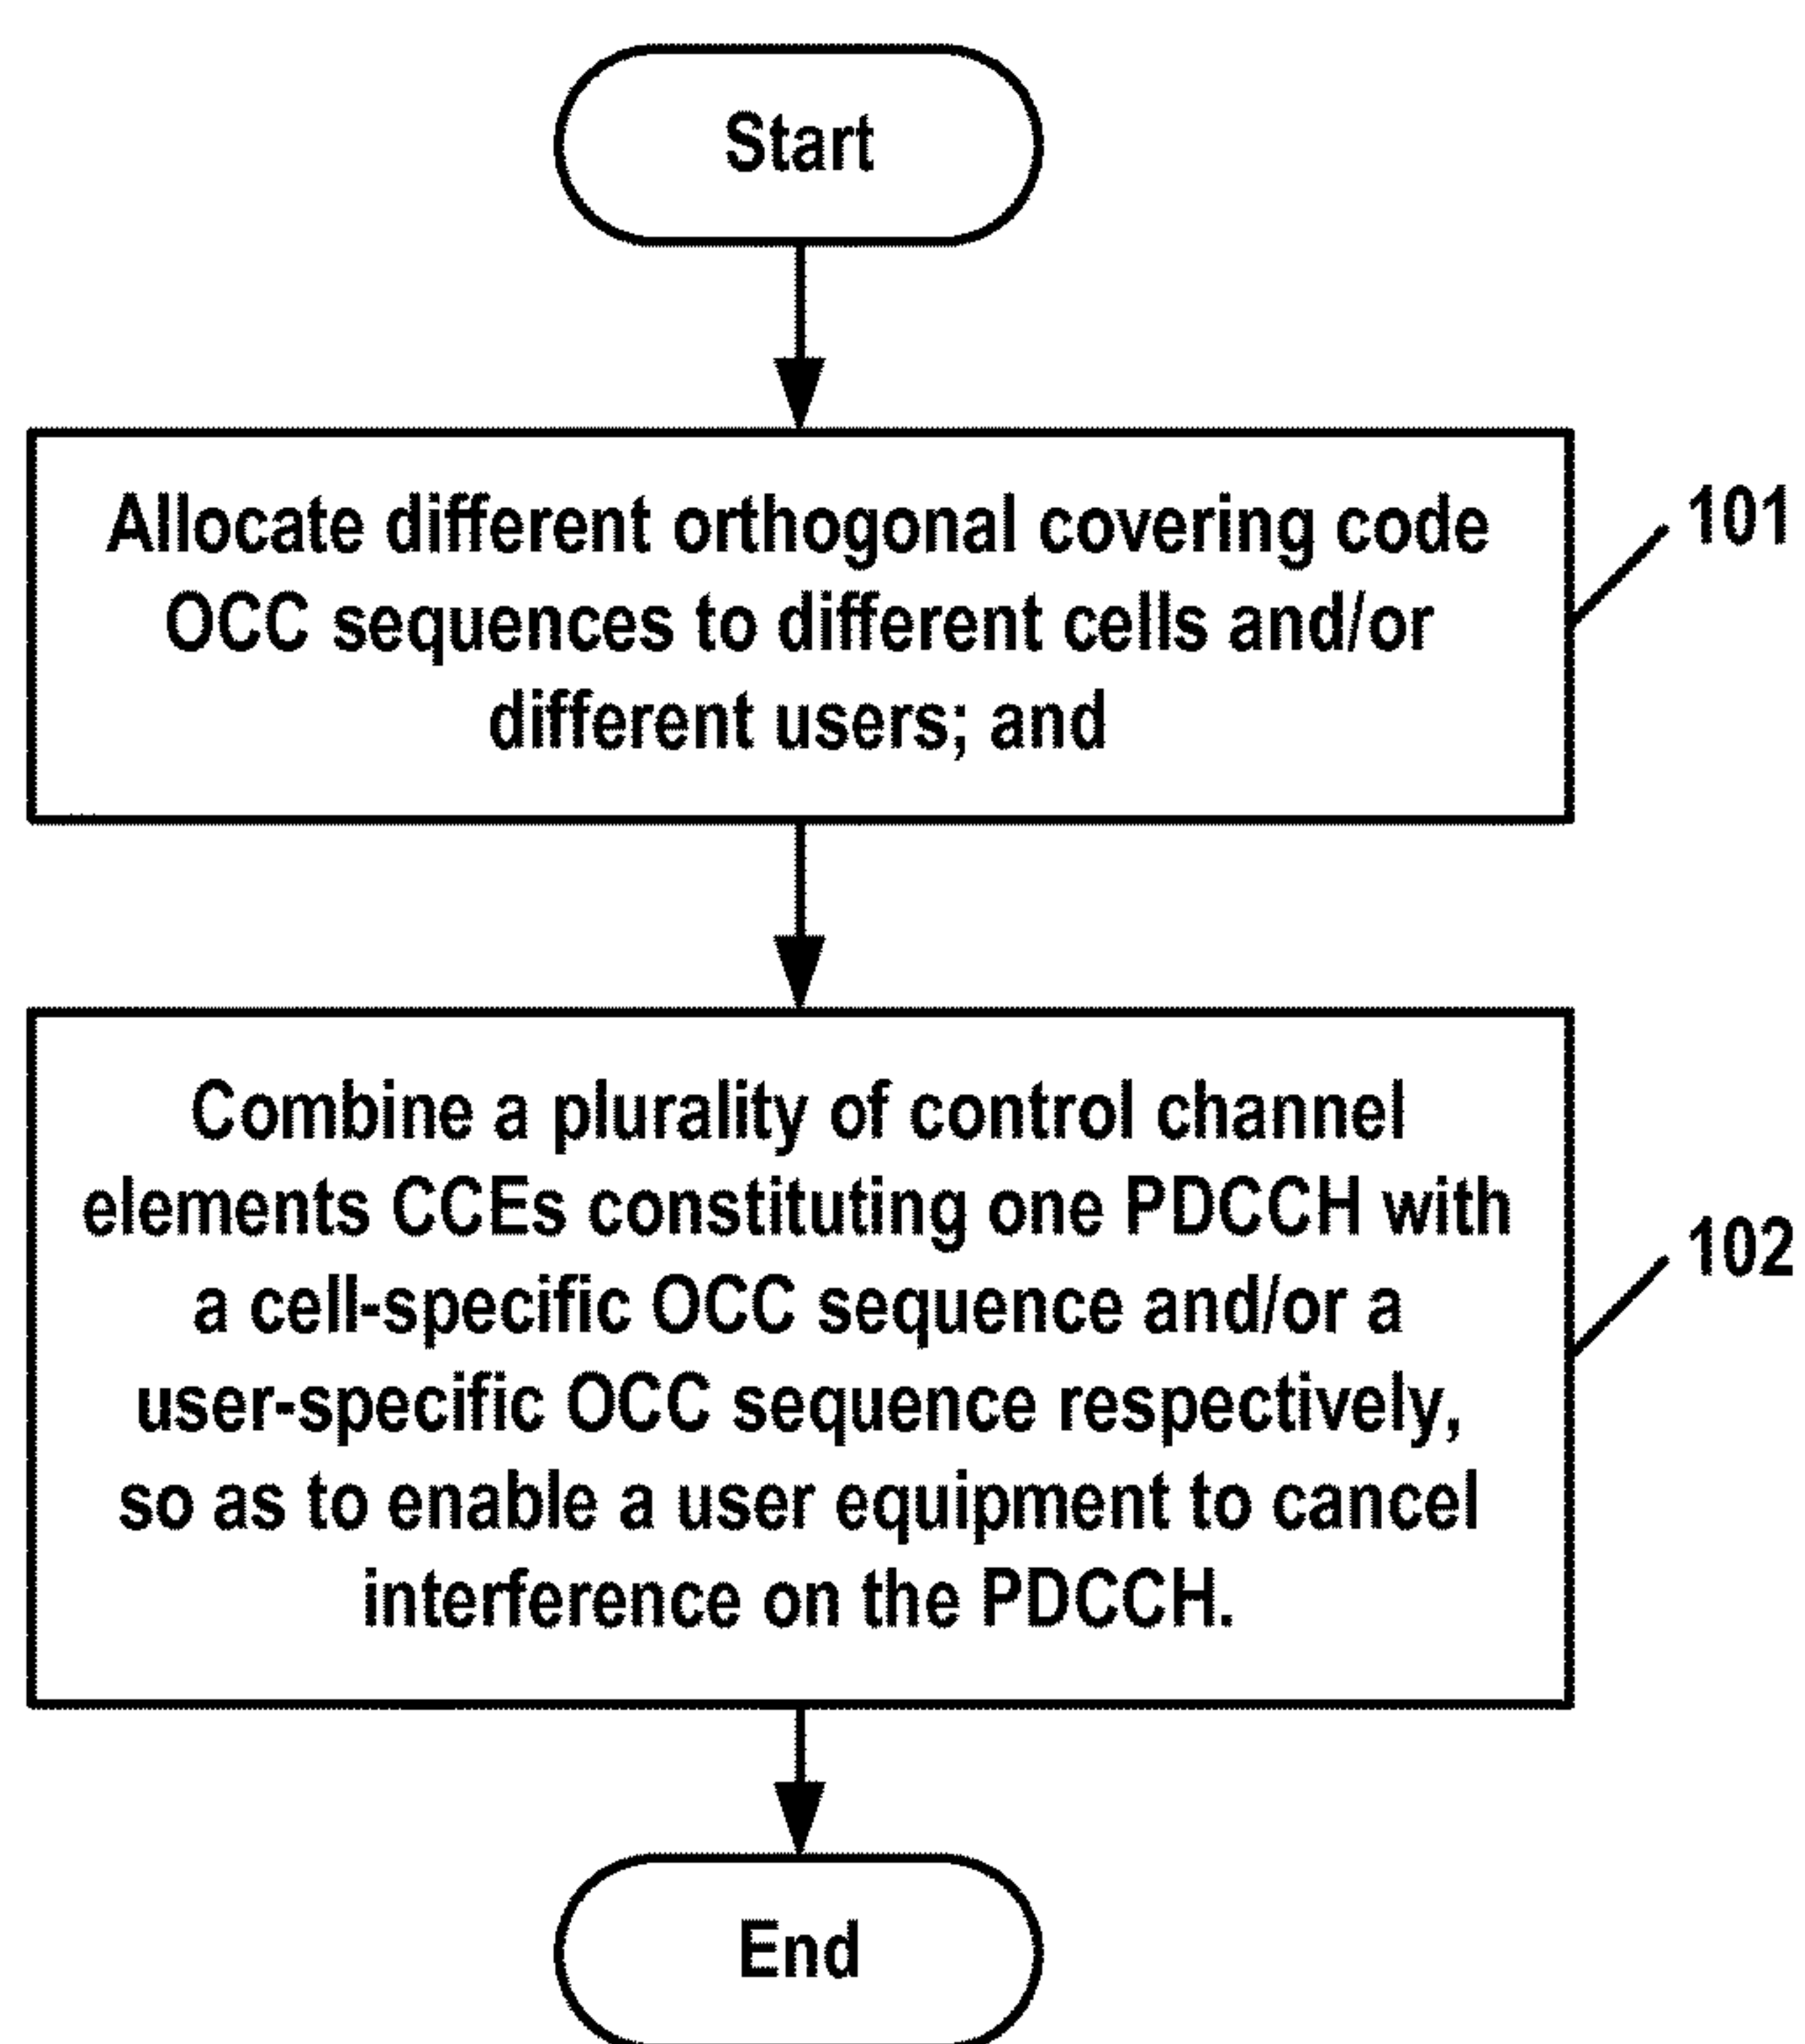 Start
Allocate different orthogonal covering code
OCC sequences to different cells and/or
different users; and
101
Combine a plurality of control channel
elements CCEs constituting one PDCCH with
a cell-specific OCC sequence and/or a
user-specific OCC sequence respectively,
so as to enable a user equipment to cancel
interference on the PDCCH.
102
End